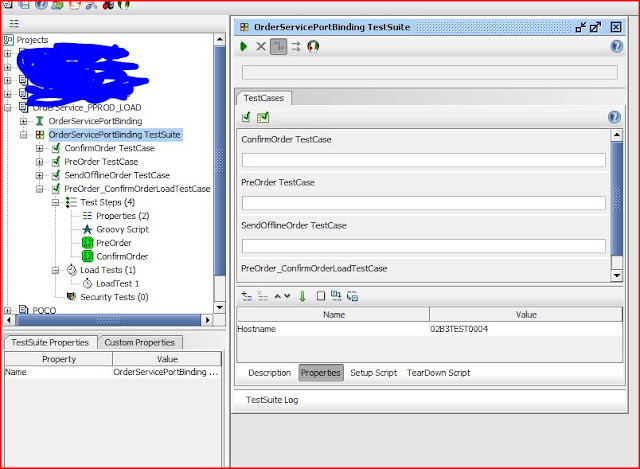 Projects
OrderService_PPROD_LOAD
OrderServicePortBinding
OrderServicePortBinding TestSuite
ConfirmOrder TestCase
PreOrder TestCase
SendOfflineOrder TestCase
PreOrder_ConfirmOrderLoadTestCase
Test Steps (4)
Properties (2)
Groovy Script
PreOrder
ConfirmOrder
Load Tests (1)
LoadTest 1
Security Tests (0)
POCO
TestSuite Properties
Custom Properties
Property
Value
Name
OrderServicePortBinding ...
OrderServicePortBinding TestSuite
TestCases
ConfirmOrder TestCase
PreOrder TestCase
SendOfflineOrder TestCase
PreOrder_ConfirmOrderLoadTestCase
Name
Value
Hostname
02B3TEST0004
Description
Properties
Setup Script
TearDown Script
TestSuite Log